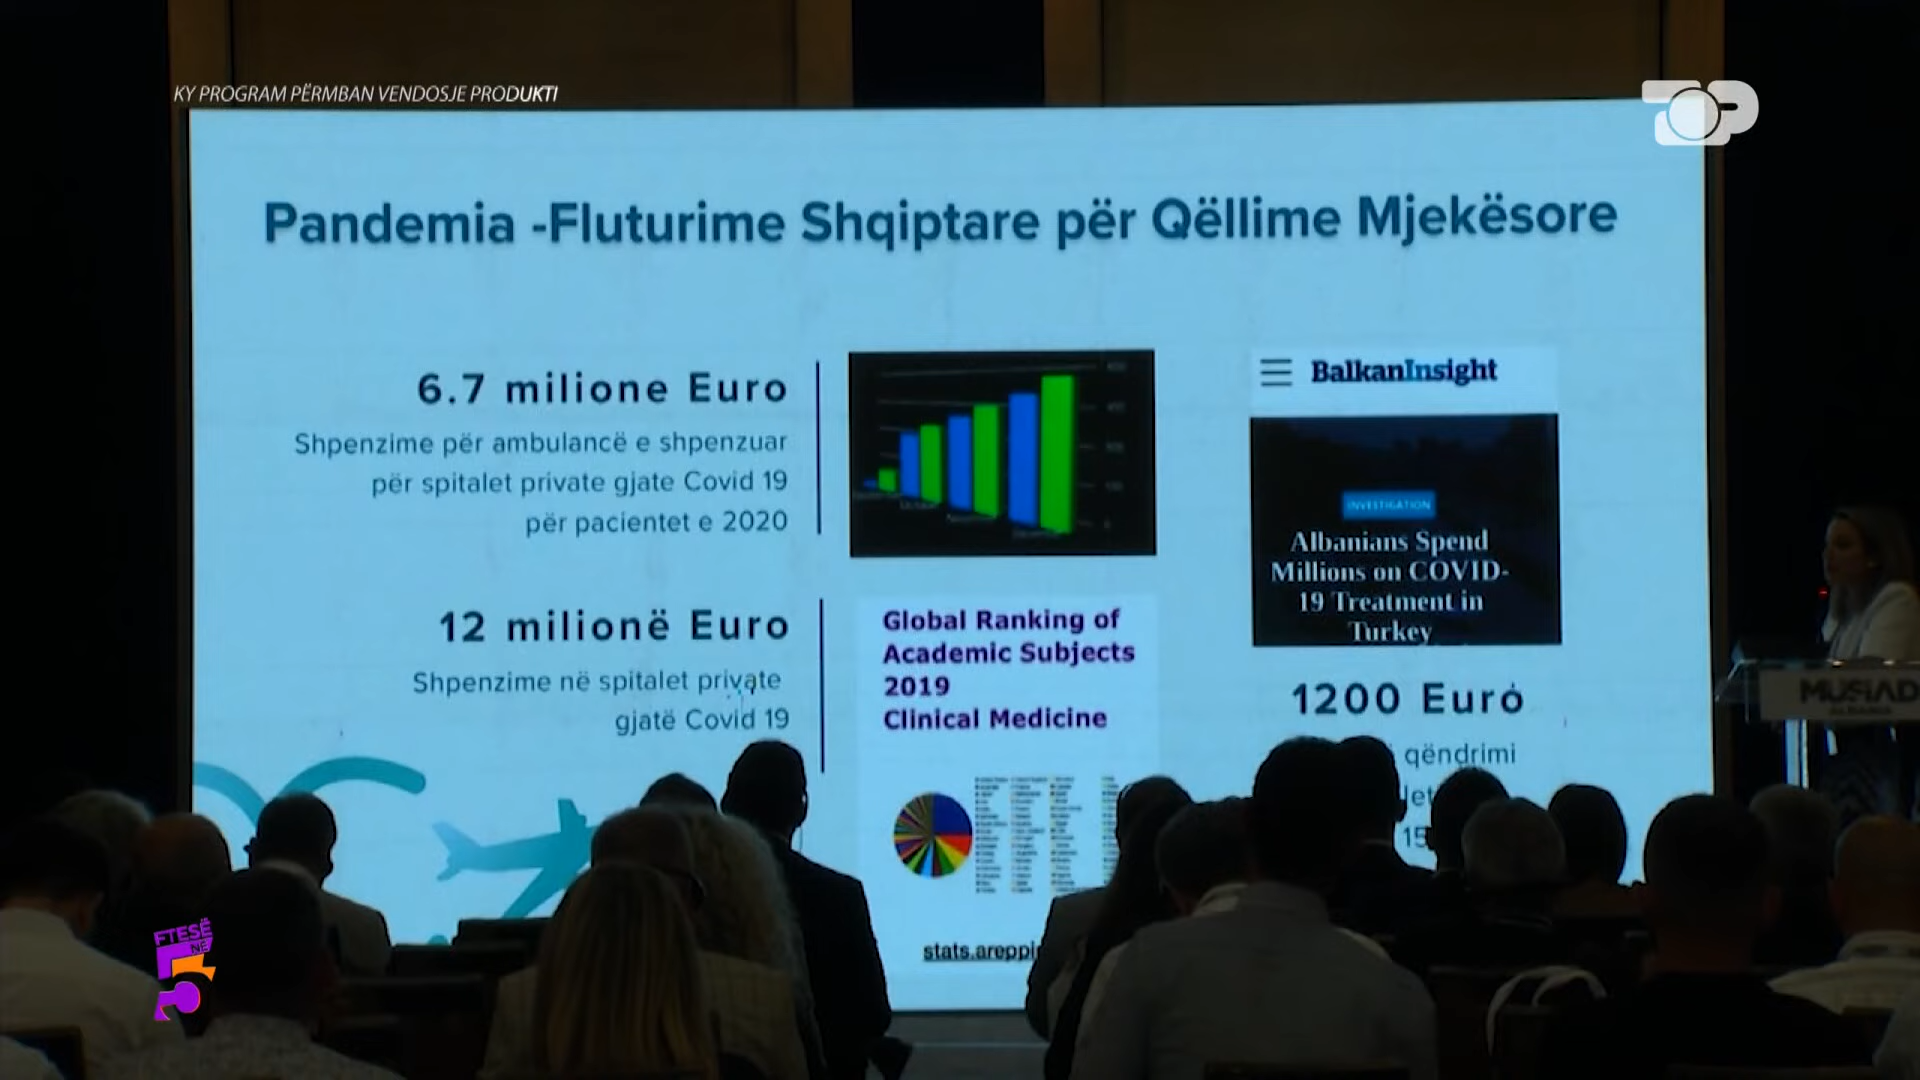 KY PROGRAM PËRMBAN VENDOSJE PRODUKTI
TOP
Pandemia -Fluturime Shqiptare për Qëllime Mjekësore
6.7 milione Euro
Shpenzime për ambulancë e shpenzuar
për spitalet private gjate Covid 19
për pacientet e 2020
12 milionë Euro
Shpenzime në spitalet private
gjatë Covid 19
Global Ranking of
Academic Subjects
2019
Clinical Medicine
BalkanInsight
INVESTIGATION
Albanians Spend
Millions on COVID-
19 Treatment in
Turkey
1200 Euro
qëndrimi
MUSIAD
ALBANIA
FTESË
NË
5